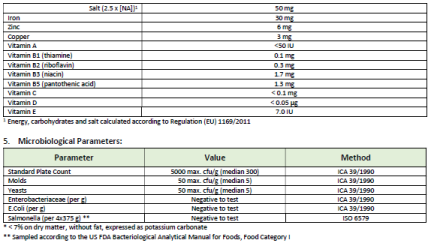 Salt (2.5 x [NA])¹ 50 mg
Iron 30 mg
Zinc 6 mg
Copper 3 mg
Vitamin A <50 IU
Vitamin B1 (thiamine) 0.1 mg
Vitamin B2 (riboflavin) 0.3 mg
Vitamin B3 (niacin) 1.7 mg
Vitamin B5 (pantothenic acid) 1.3 mg
Vitamin C < 0.1 mg
Vitamin D < 0.05 µg
Vitamin E 7.0 IU
¹ Energy, carbohydrates and salt calculated according to Regulation (EU) 1169/2011
5. Microbiological Parameters:
Parameter Value Method
Standard Plate Count 5000 max. cfu/g (median 300) ICA 39/1990
Molds 50 max. cfu/g (median 5) ICA 39/1990
Yeasts 50 max. cfu/g (median 5) ICA 39/1990
Enterobacteriaceae (per g) Negative to test ICA 39/1990
E.Coli (per g) Negative to test ICA 39/1990
Salmonella (per 4x375 g) ** Negative to test ISO 6579
* < 7% on dry matter, without fat, expressed as potassium carbonate
** Sampled according to the US FDA Bacteriological Analytical Manual for Foods, Food Category I